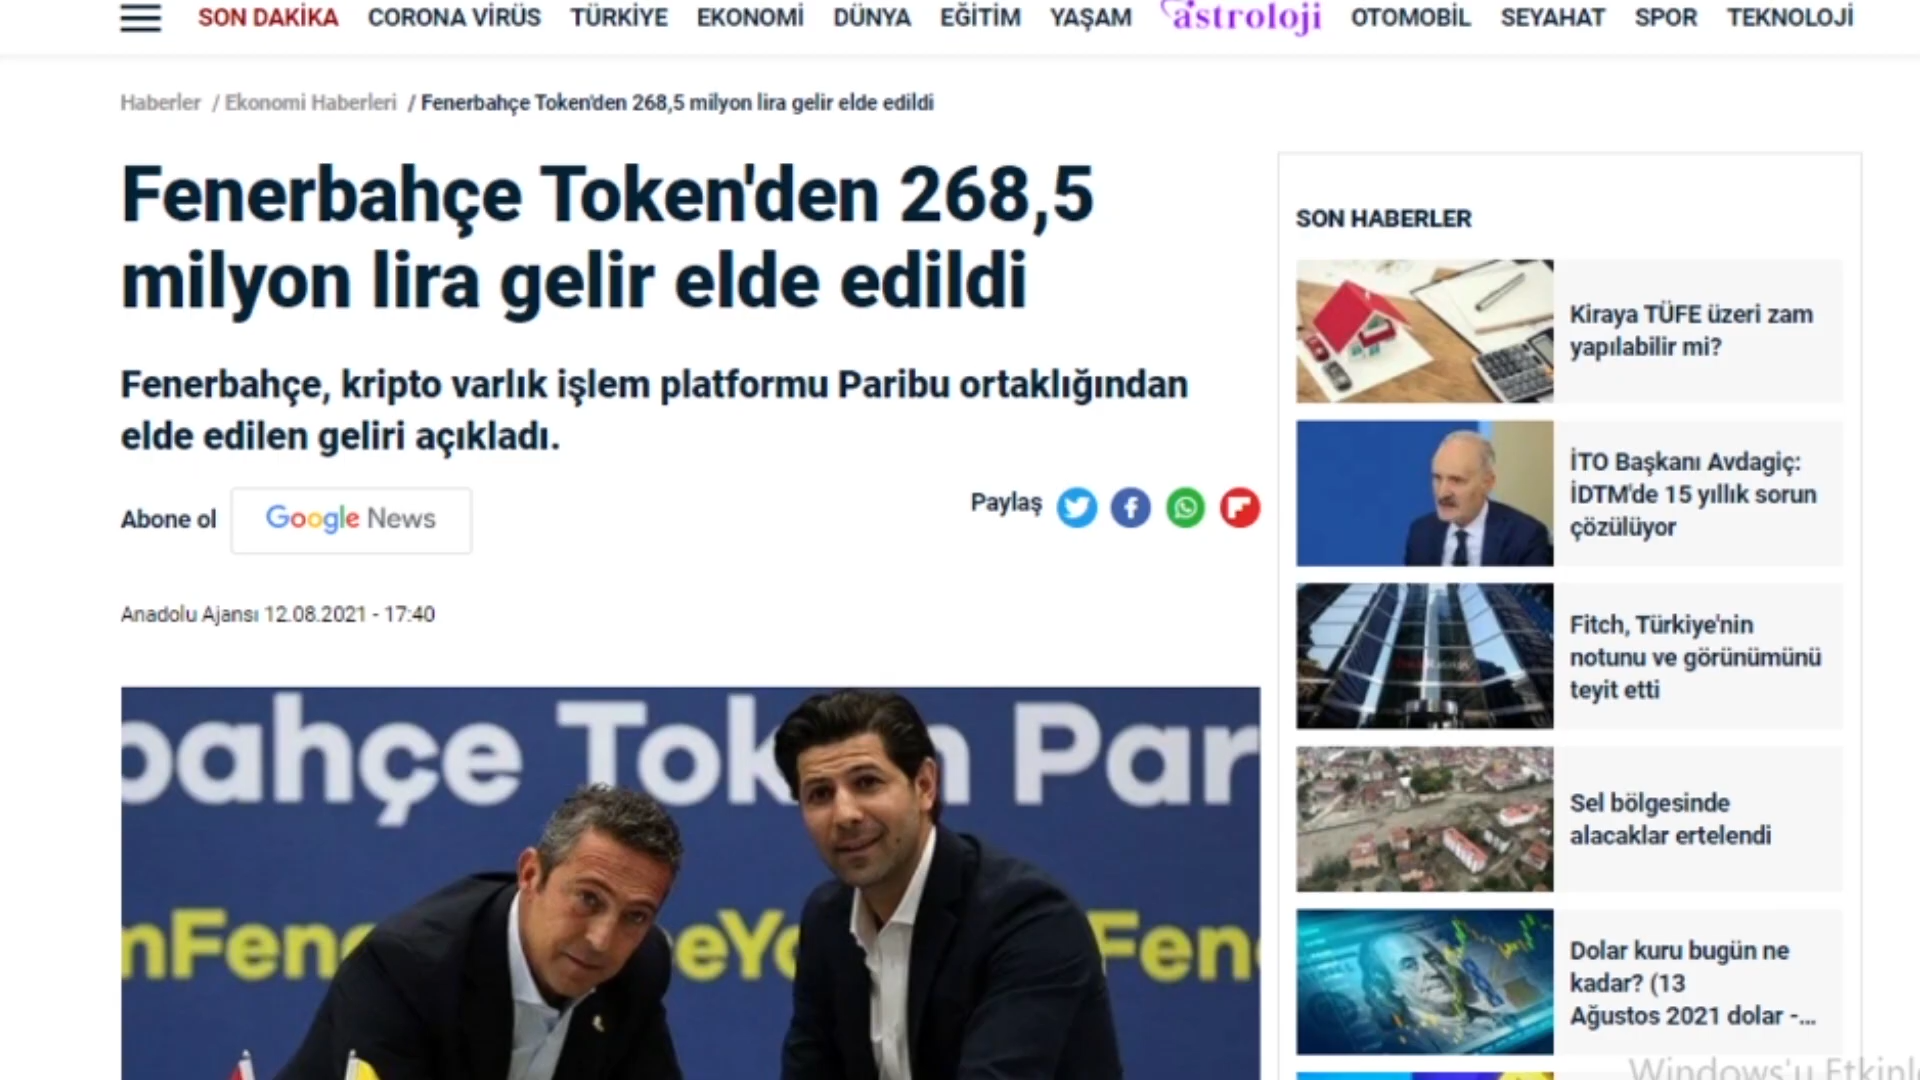 SON DAKİKA CORONA VİRÜS TÜRKİYE EKONOMİ DÜNYA EĞİTİM YAŞAM astroloji OTOMOBİL SEYAHAT SPOR TEKNOLOJİ
Haberler / Ekonomi Haberleri / Fenerbahçe Token'den 268,5 milyon lira gelir elde edildi
Fenerbahçe Token'den 268,5
milyon lira gelir elde edildi
Fenerbahçe, kripto varlık işlem platformu Paribu ortaklığından
elde edilen geliri açıkladı.
Abone ol Google News
Paylaş
Anadolu Ajansı 12.08.2021 - 17:40
bahçe Token Par
mFene eYo Fen
SON HABERLER
Kiraya TÜFE üzeri zam
yapılabilir mi?
İTO Başkanı Avdagiç:
İDTM'de 15 yıllık sorun
çözülüyor
Fitch, Türkiye'nin
notunu ve görünümünü
teyit etti
Sel bölgesinde
alacaklar ertelendi
Dolar kuru bugün ne
kadar? (13
Ağustos 2021 dolar -...
Windows'u Etkinle